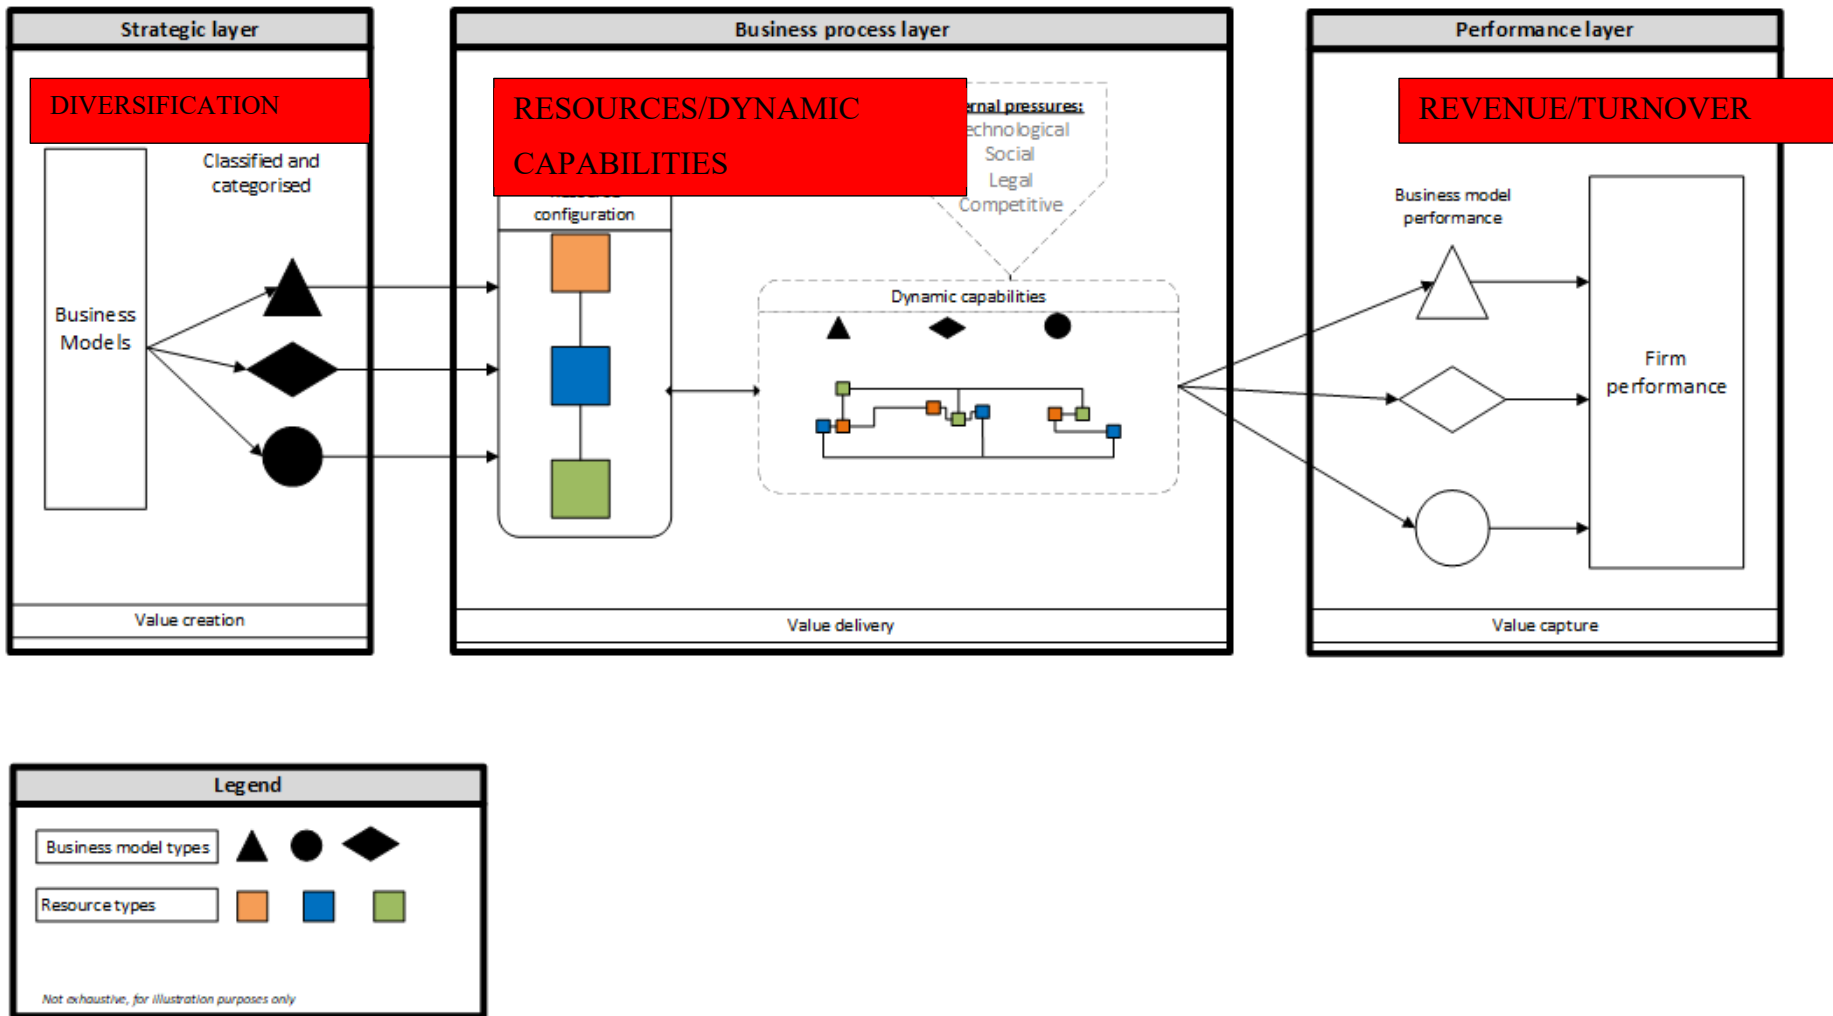 Strategic layer
DIVERSIFICATION
Classified and
categorised
Business
Models
Value creation
Business process layer
RESOURCES/DYNAMIC
CAPABILITIES
pressures:
Social
Legal
Competitive
configuration
Dynamic capabilities
Value delivery
Performance layer
REVENUE/TURNOVER
Business model
performance
Firm
performance
Value capture
Legend
Business model types
Resource types
Not exhaustive, for illustration purposes only